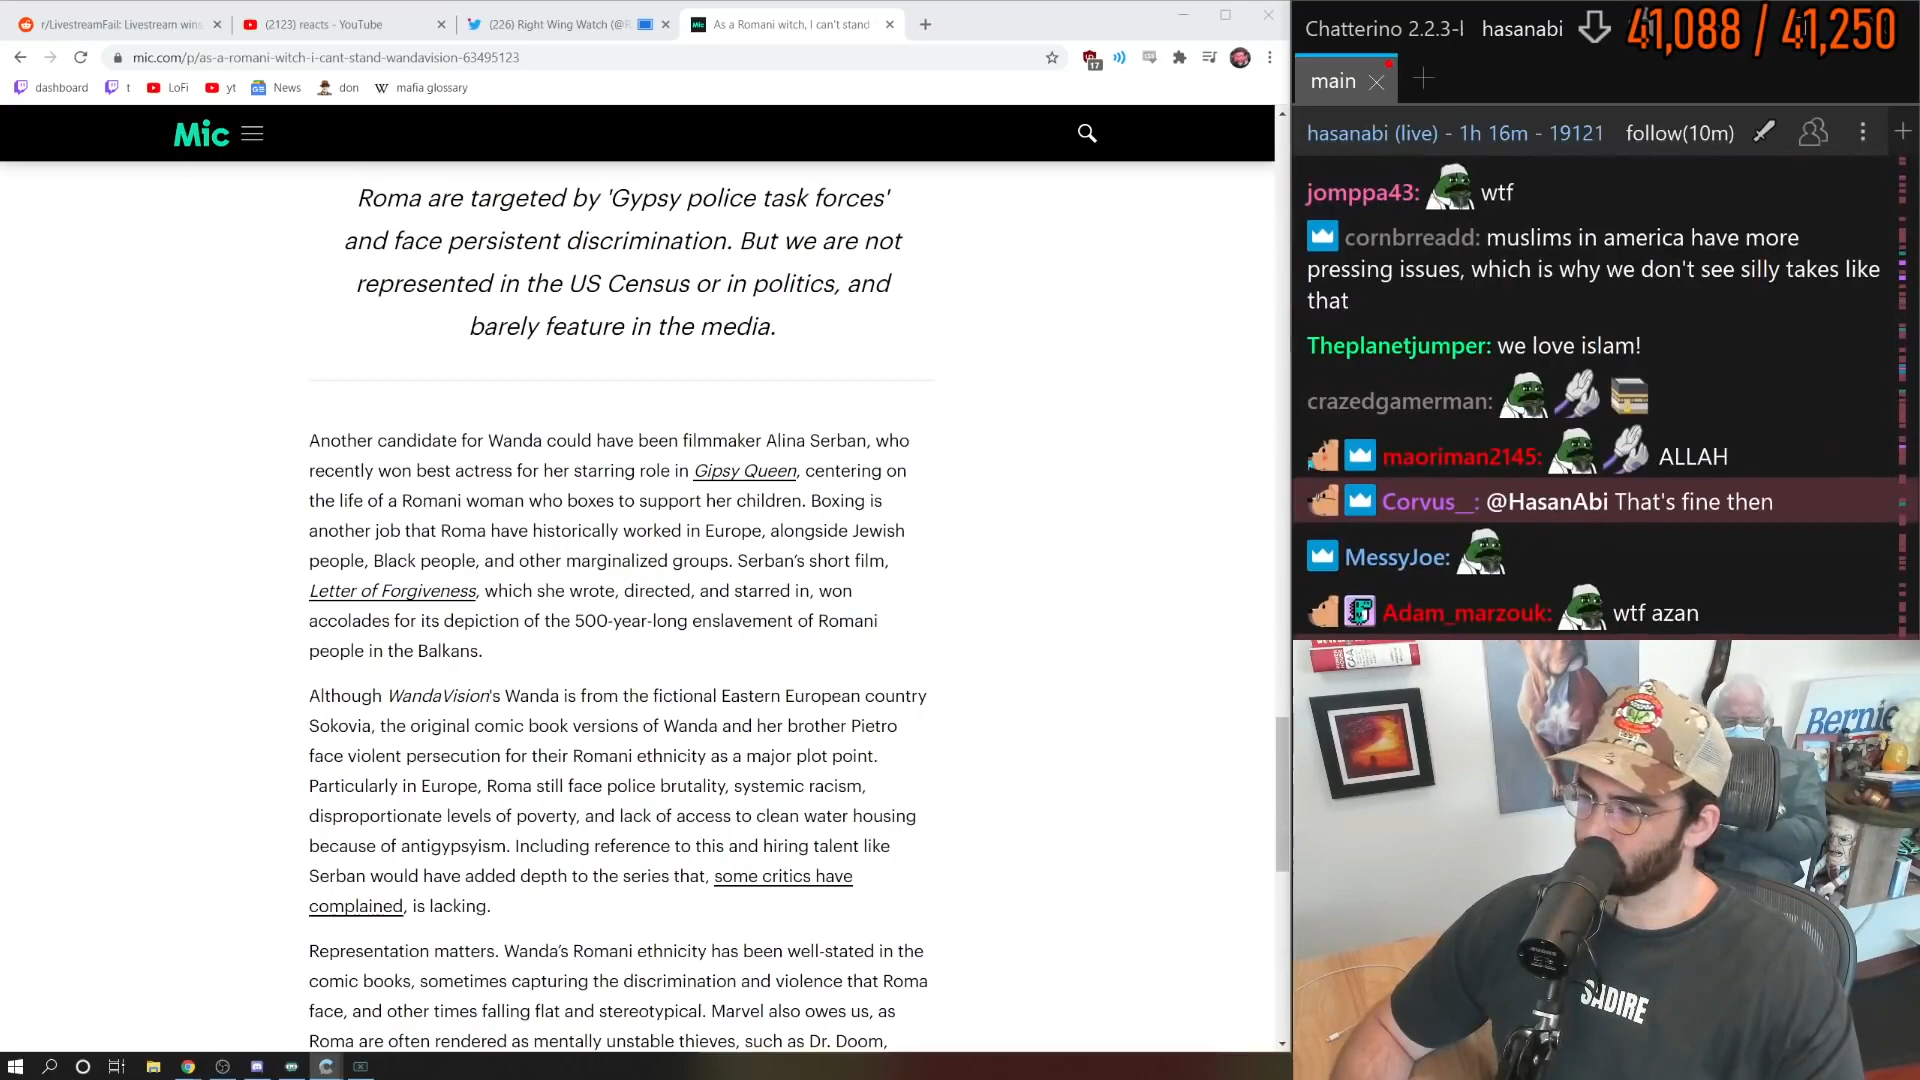 r/LivestreamFail: Livestream wins
(2123) reacts - YouTube
(226) Right Wing Watch (@R
As a Romani witch, I can't stand
mic.com/p/as-a-romani-witch-i-cant-stand-wandavision-63495123
17
dashboard
t
LoFi
yt
News
don
W
mafia glossary
Mic
Roma are targeted by 'Gypsy police task forces'
and face persistent discrimination. But we are not
represented in the US Census or in politics, and
barely feature in the media.
Another candidate for Wanda could have been filmmaker Alina Serban, who
recently won best actress for her starring role in Gipsy Queen, centering on
the life of a Romani woman who boxes to support her children. Boxing is
another job that Roma have historically worked in Europe, alongside Jewish
people, Black people, and other marginalized groups. Serban's short film,
Letter of Forgiveness, which she wrote, directed, and starred in, won
accolades for its depiction of the 500-year-long enslavement of Romani
people in the Balkans.
Although WandaVision's Wanda is from the fictional Eastern European country
Sokovia, the original comic book versions of Wanda and her brother Pietro
face violent persecution for their Romani ethnicity as a major plot point.
Particularly in Europe, Roma still face police brutality, systemic racism,
disproportionate levels of poverty, and lack of access to clean water housing
because of antigypsyism. Including reference to this and hiring talent like
Serban would have added depth to the series that, some critics have
complained, is lacking.
Representation matters. Wanda's Romani ethnicity has been well-stated in the
comic books, sometimes capturing the discrimination and violence that Roma
face, and other times falling flat and stereotypical. Marvel also owes us, as
Roma are often rendered as mentally unstable thieves, such as Dr. Doom,
Chatterino 2.2.3-l
hasanabi
41,088 / 41,250
main
hasanabi (live) - 1h 16m - 19121
follow(10m)
jomppa43: wtf
cornbrreadd: muslims in america have more
pressing issues, which is why we don't see silly takes like
that
Theplanetjumper: we love islam!
crazedgamerman:
maoriman2145: ALLAH
Corvus__: @HasanAbi That's fine then
MessyJoe:
Adam_marzouk: wtf azan
Bernie
SADIRE